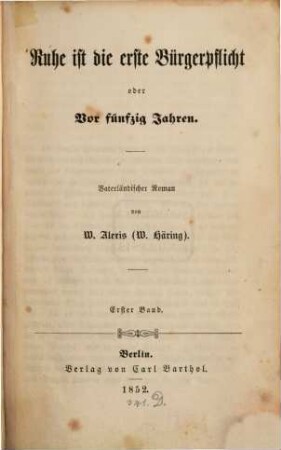 Ruhe ist die erste Bürgerpflicht
oder
Vor fünfzig Jahren.
Vaterländischer Roman
von
W. Alexis (W. Häring).
Erster Band.
Berlin.
Verlag von Carl Barthol.
1852.